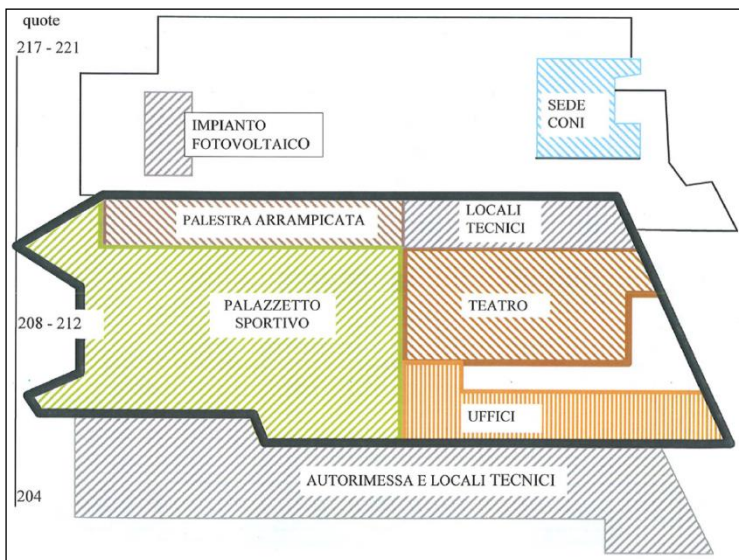 quote
217 - 221
SEDE
CONI
IMPIANTO
FOTOVOLTAICO
PALESTRA ARRAMPICATA
LOCALI
TECNICI
PALAZZETTO
SPORTIVO
TEATRO
208 - 212
UFFICI
AUTORIMESSA E LOCALI TECNICI
204